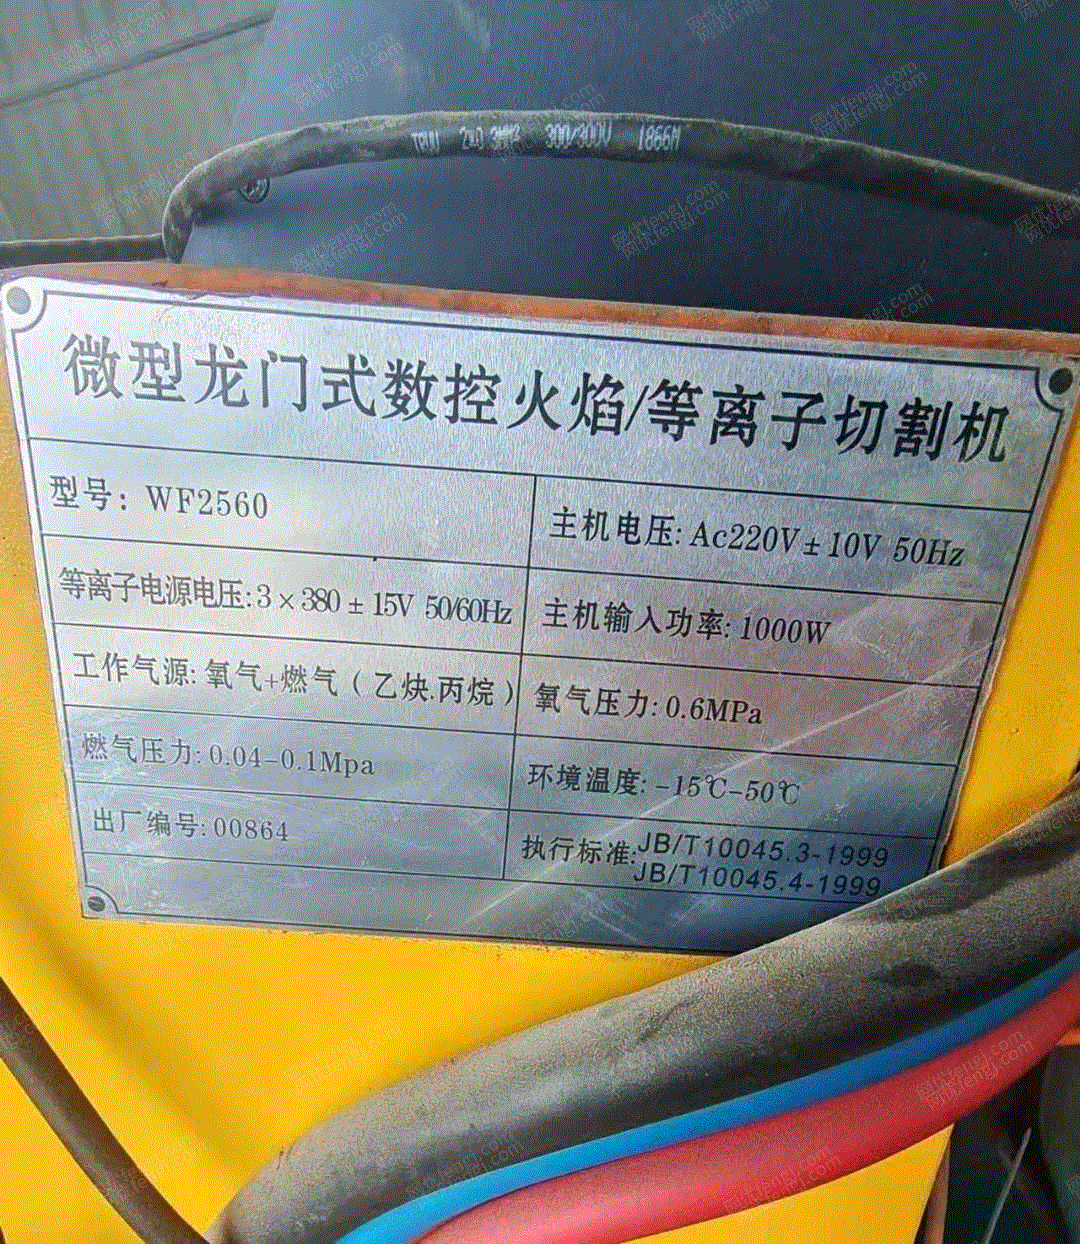 TRVV 2X0.3MM2 300/300V 1866M
微型龙门式数控火焰/等离子切割机
型号: WF2560
主机电压: Ac220V±10V 50Hz
等离子电源电压:3×380±15V 50/60Hz
主机输入功率: 1000W
工作气源: 氧气+燃气(乙炔.丙烷)
氧气压力: 0.6MPa
燃气压力: 0.04-0.1Mpa
环境温度: -15℃-50℃
出厂编号: 00864
执行标准: JB/T10045.3-1999
JB/T10045.4-1999